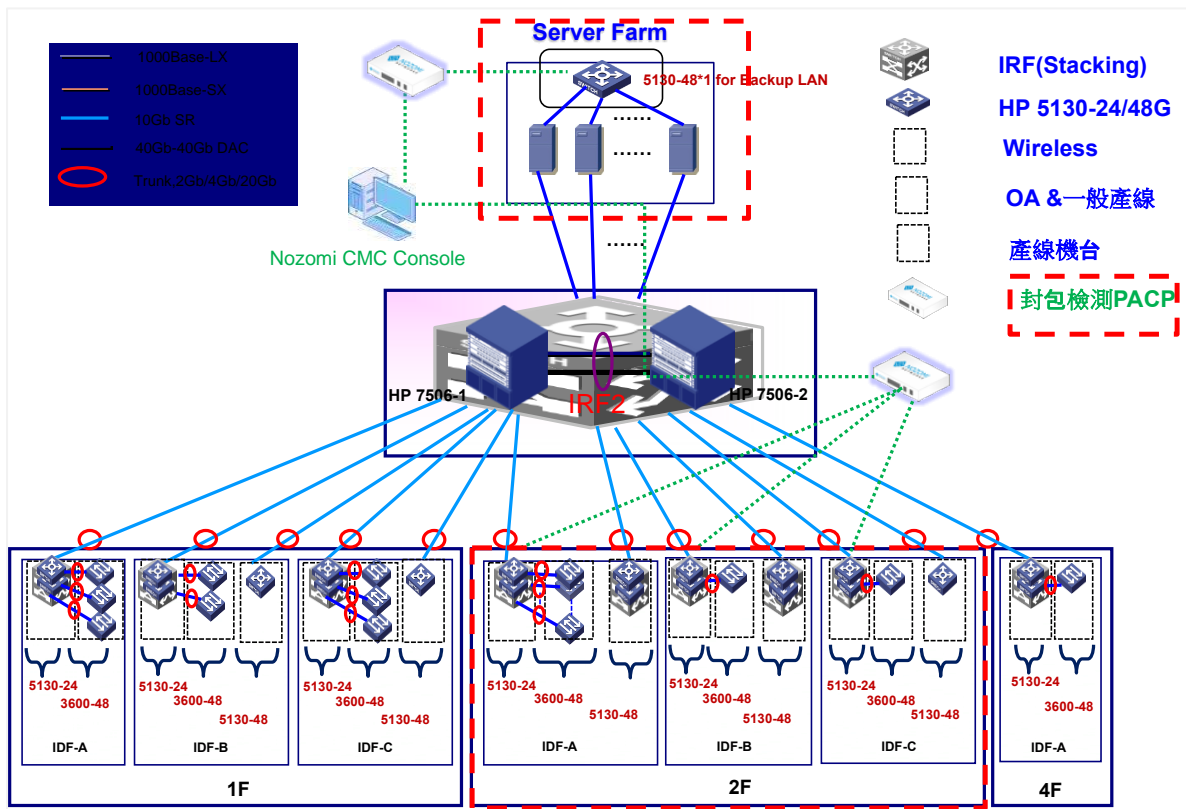 1000Base-LX
1000Base-SX
10Gb-SR
40Gb-40Gb DAC
Trunk 2Gb/4Gb/20Gb
Server Farm
5130-48*1 for Backup LAN
......
......
......
Nozomi CMC Console
IRF(Stacking)
HP 5130-24/48G
Wireless
OA &一般產線
產線機台
封包檢測PACP
HP 7506-1
IRF2
HP 7506-2
5130-24
3600-48
IDF-A
5130-24
3600-48
5130-48
IDF-B
5130-24
3600-48
5130-48
IDF-C
1F
5130-24
3600-48
5130-48
IDF-A
5130-24
3600-48
5130-48
IDF-B
5130-24
3600-48
5130-48
IDF-C
2F
5130-24
3600-48
IDF-A
4F